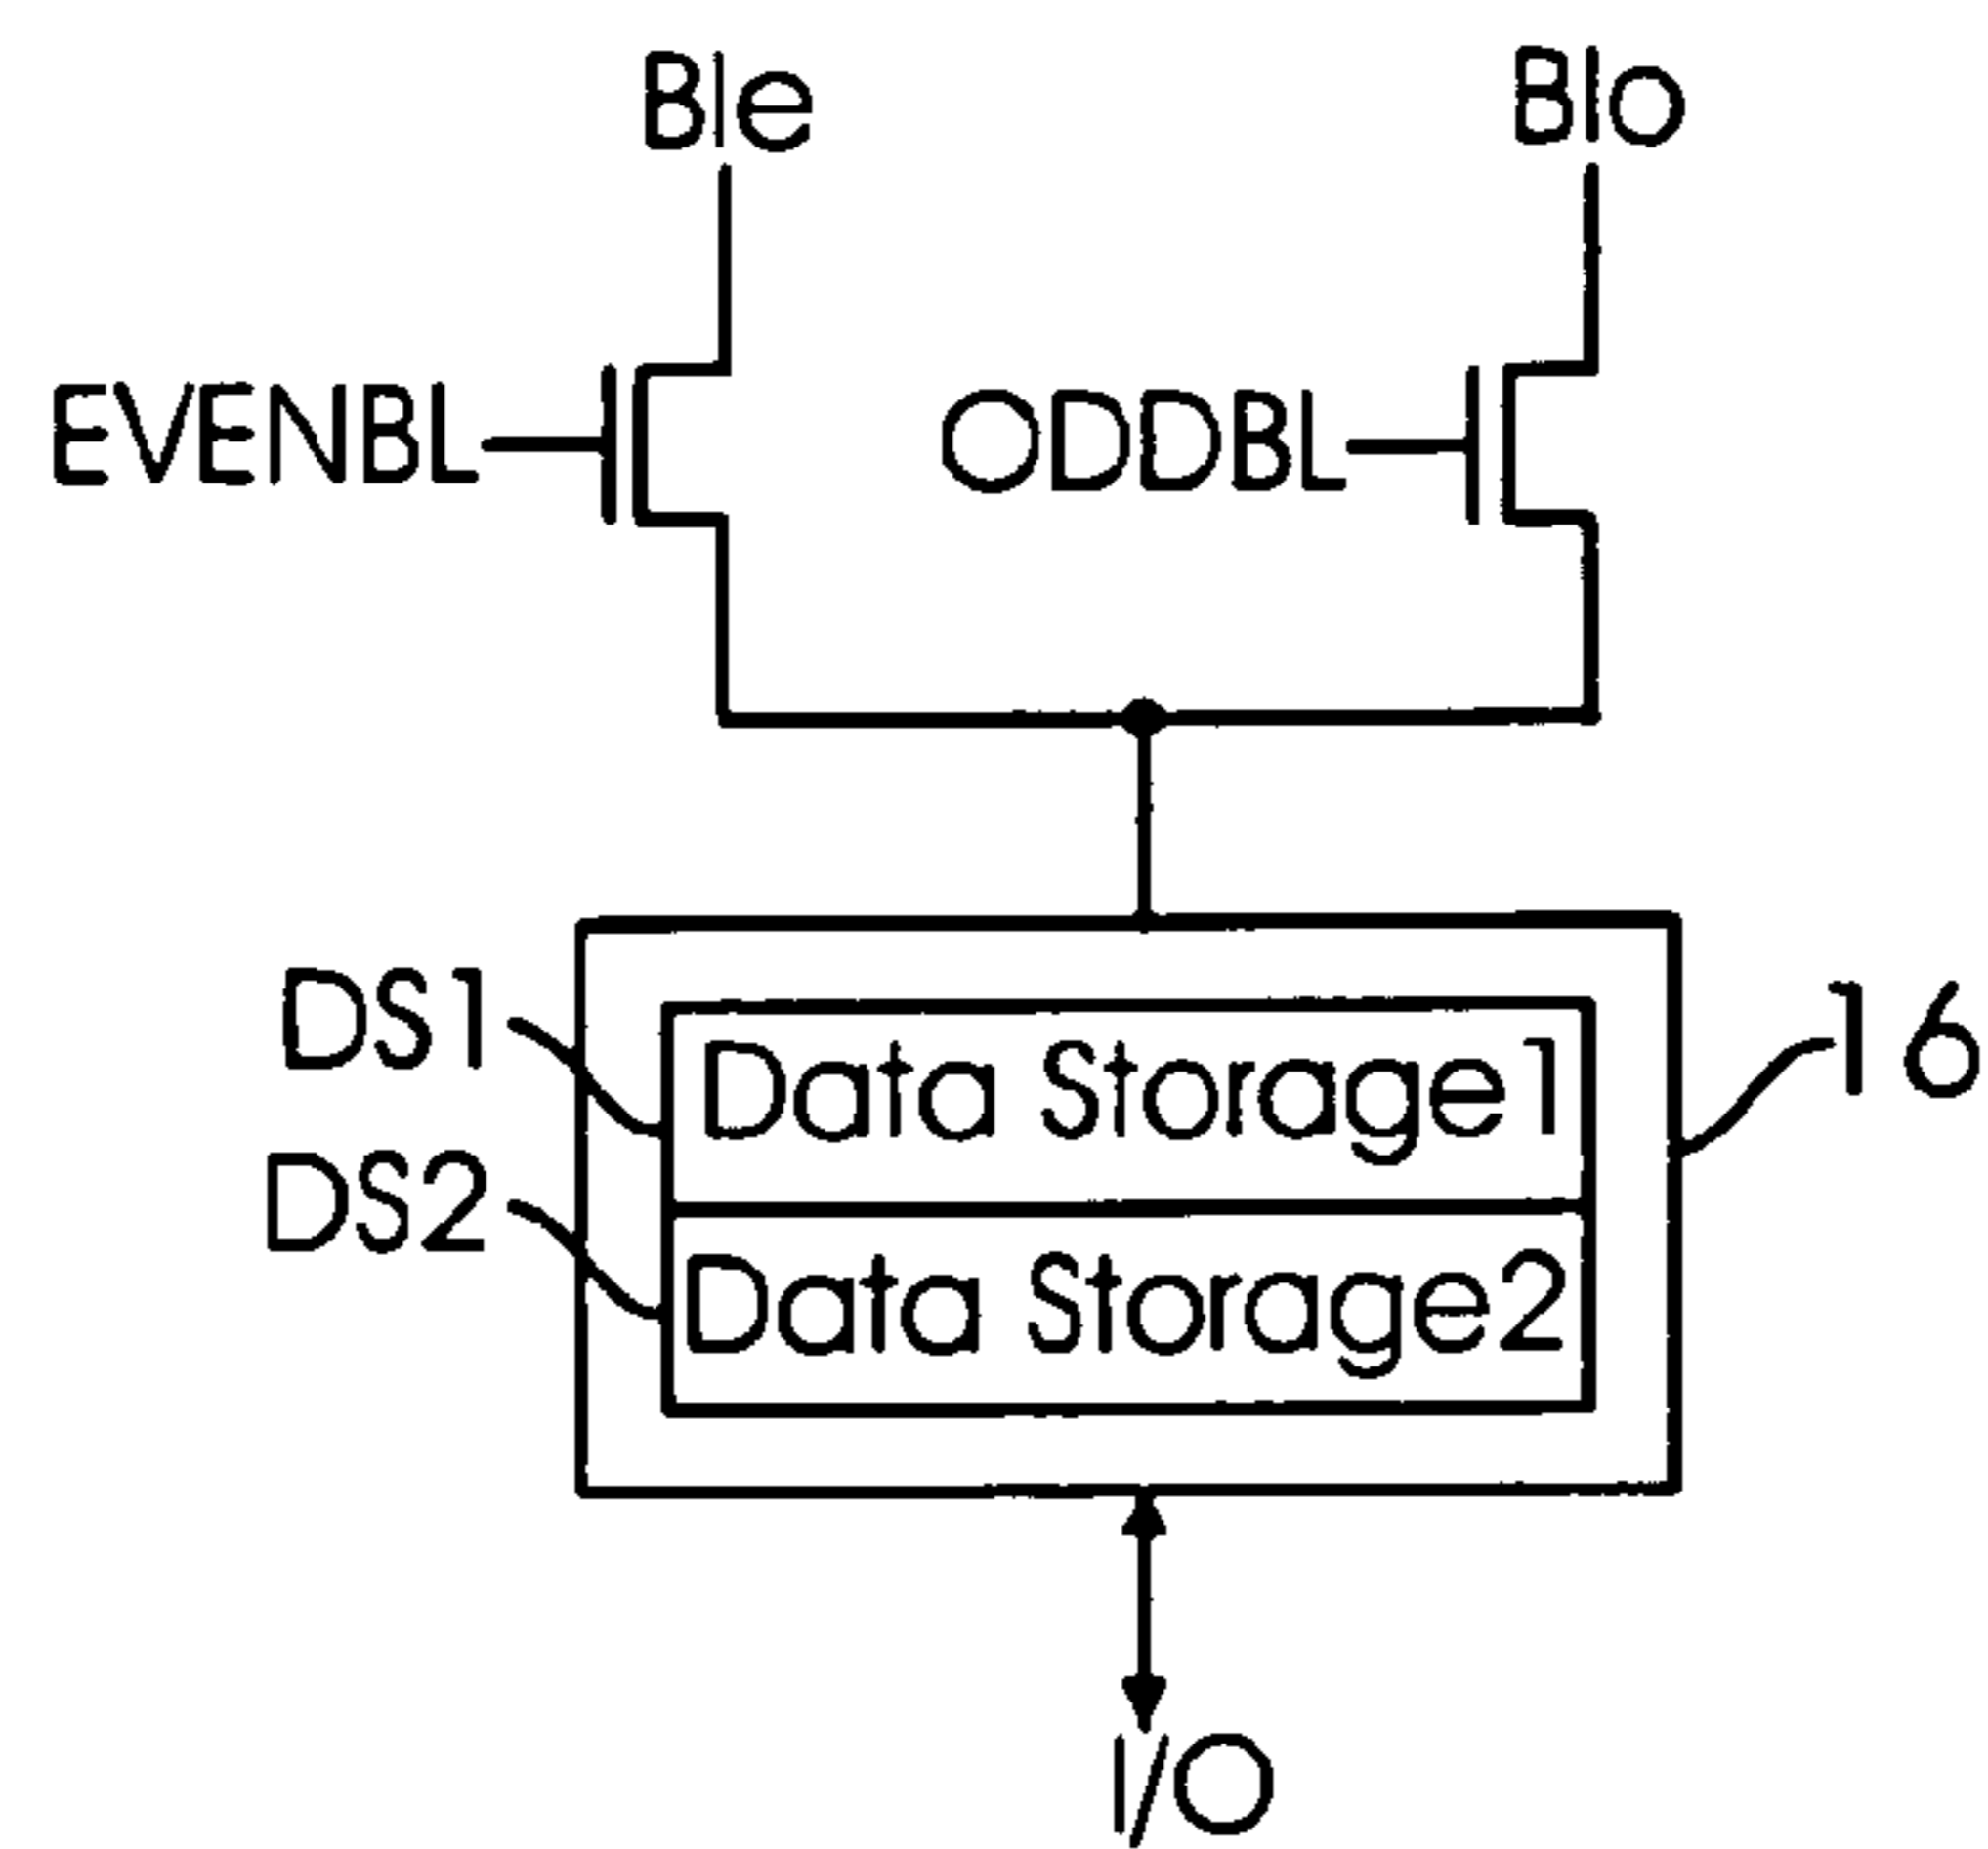 Ble
Blo
EVENBL
ODDBL
DS1
Data Storage1
16
DS2
Data Storage2
I/O